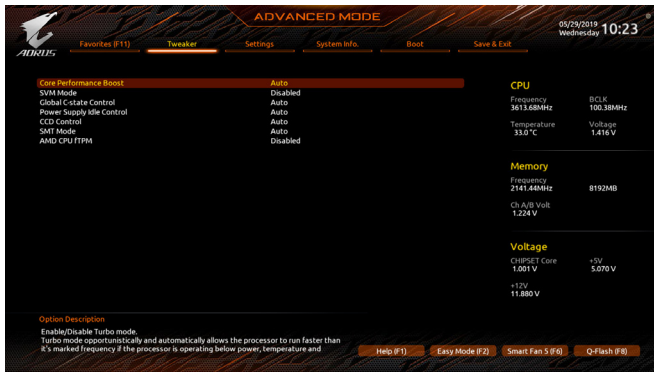 ADVANCED MODE
05/29/2019 10:23
Wednesday
AORUS
Favorites (F11) Tweaker Settings System Info. Boot Save & Exit
Core Performance Boost Auto
SVM Mode Disabled
Global C-state Control Auto
Power Supply Idle Control Auto
CCD Control Auto
SMT Mode Auto
AMD CPU fTPM Disabled
CPU
Frequency BCLK
3613.68MHz 100.38MHz
Temperature Voltage
33.0 °C 1.416 V
Memory
Frequency
2141.44MHz 8192MB
Ch A/B Volt
1.224 V
Voltage
CHIPSET Core +5V
1.001 V 5.070 V
+12V
11.880 V
Option Description
Enable/Disable Turbo mode.
Turbo mode opportunistically and automatically allows the processor to run faster than
it's marked frequency if the processor is operating below power, temperature and
Help (F1) Easy Mode (F2) Smart Fan 5 (F6) Q-Flash (F8)